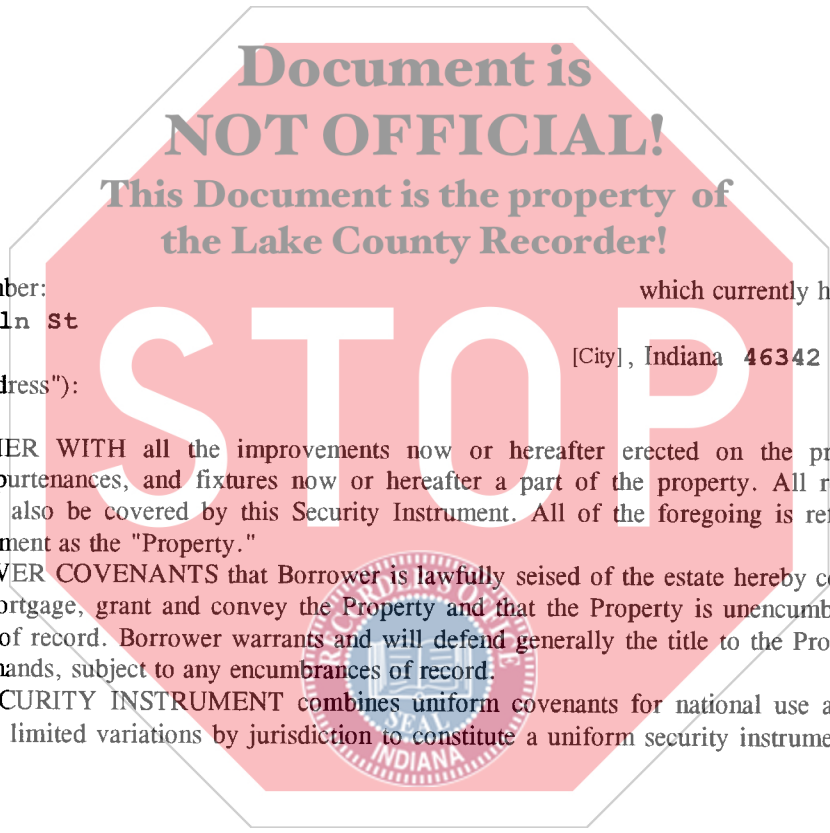 Document is
NOT OFFICIAL!
This Document is the property of
the Lake County Recorder!
nber: which currently h
ln St
[City], Indiana 46342
dress"):
STOP
IER WITH all the improvements now or hereafter erected on the pr
purtenances, and fixtures now or hereafter a part of the property. All r
also be covered by this Security Instrument. All of the foregoing is ref
ment as the "Property."
VER COVENANTS that Borrower is lawfully seised of the estate hereby co
ortgage, grant and convey the Property and that the Property is unencumb
of record. Borrower warrants and will defend generally the title to the Pro
nands, subject to any encumbrances of record.
CURITY INSTRUMENT combines uniform covenants for national use a
limited variations by jurisdiction to constitute a uniform security instrume
RECORDER'S OFFICE
SEAL
INDIANA